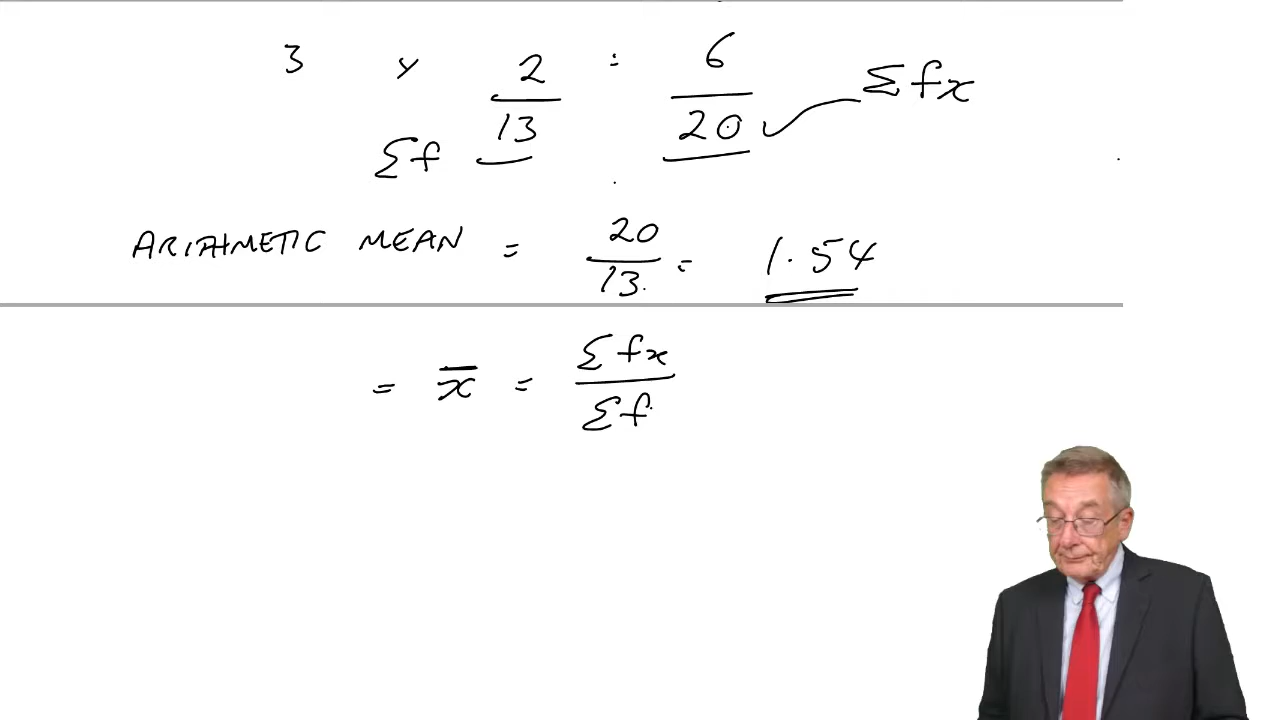 3 × 2 = 6
Σf 13 20 Σfx
ARITHMETIC MEAN = 20/13 = 1.54
= x̄ = Σfx/Σf